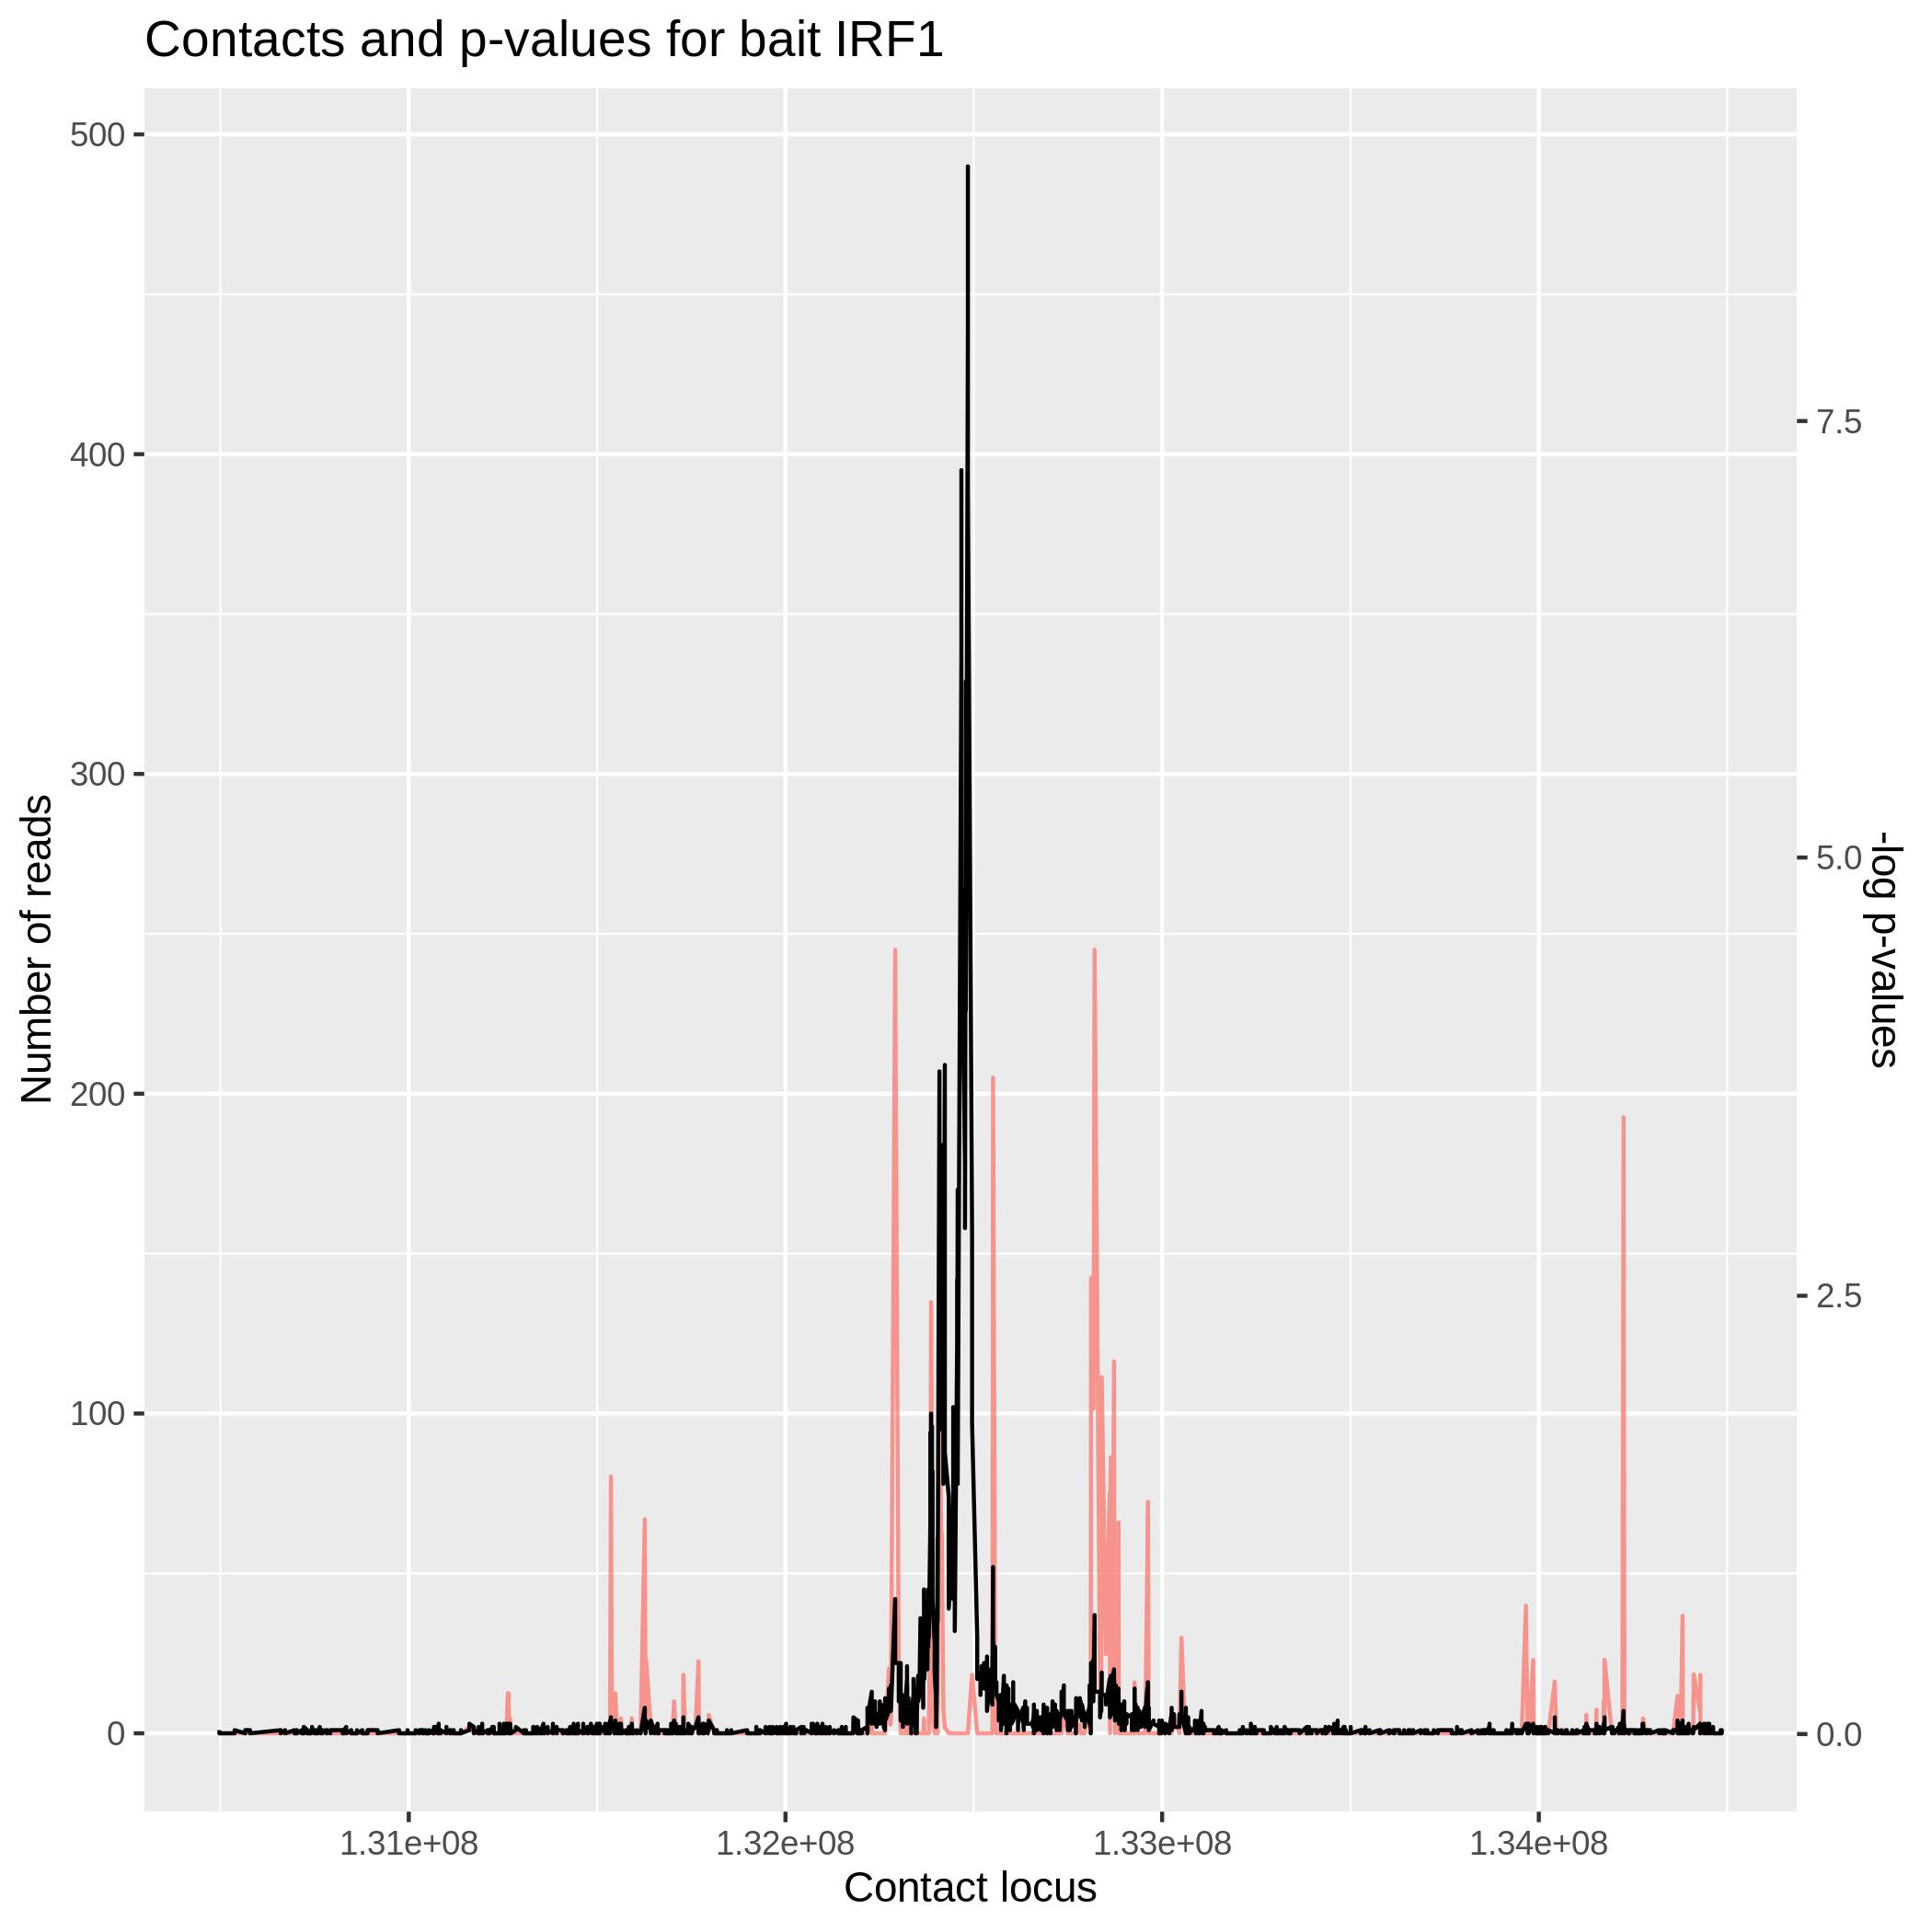 Contacts and p-values for bait IRF1
500
400
300
200
100
0
Number of reads
7.5
5.0
2.5
0.0
-log p-values
1.31e+08
1.32e+08
1.33e+08
1.34e+08
Contact locus